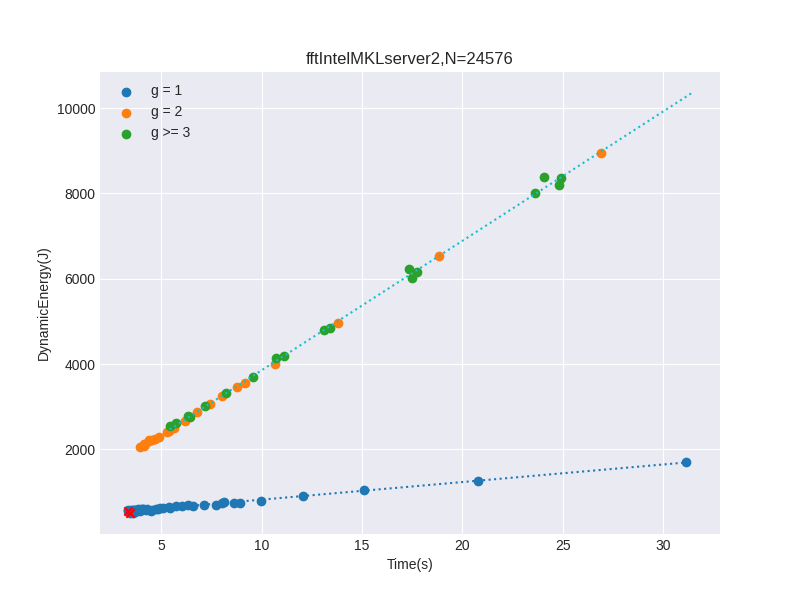 fftIntelMKLserver2,N=24576
g = 1
g = 2
g >= 3
10000
8000
6000
4000
2000
DynamicEnergy(J)
5 10 15 20 25 30
Time(s)